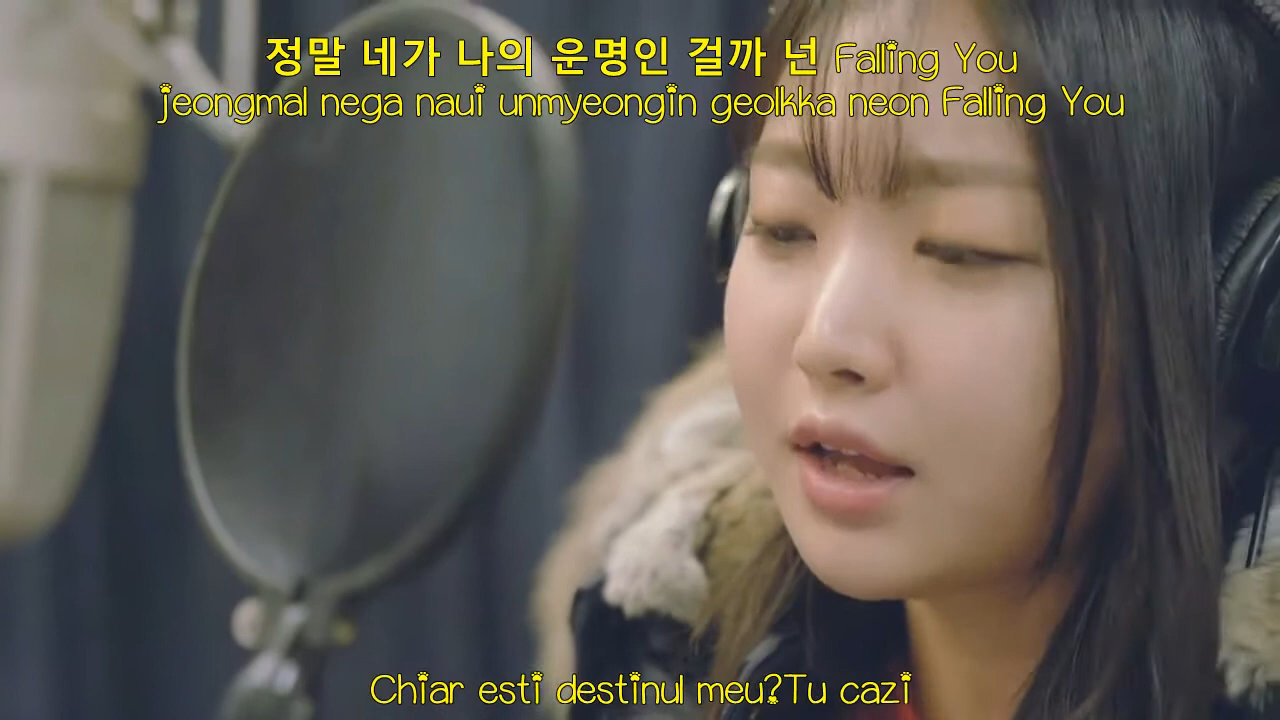 정말 네가 나의 운명인 걸까 넌 Falling You
jeongmal nega naui unmyeongin geolkka neon Falling You
Chiar esti destinul meu?Tu cazi